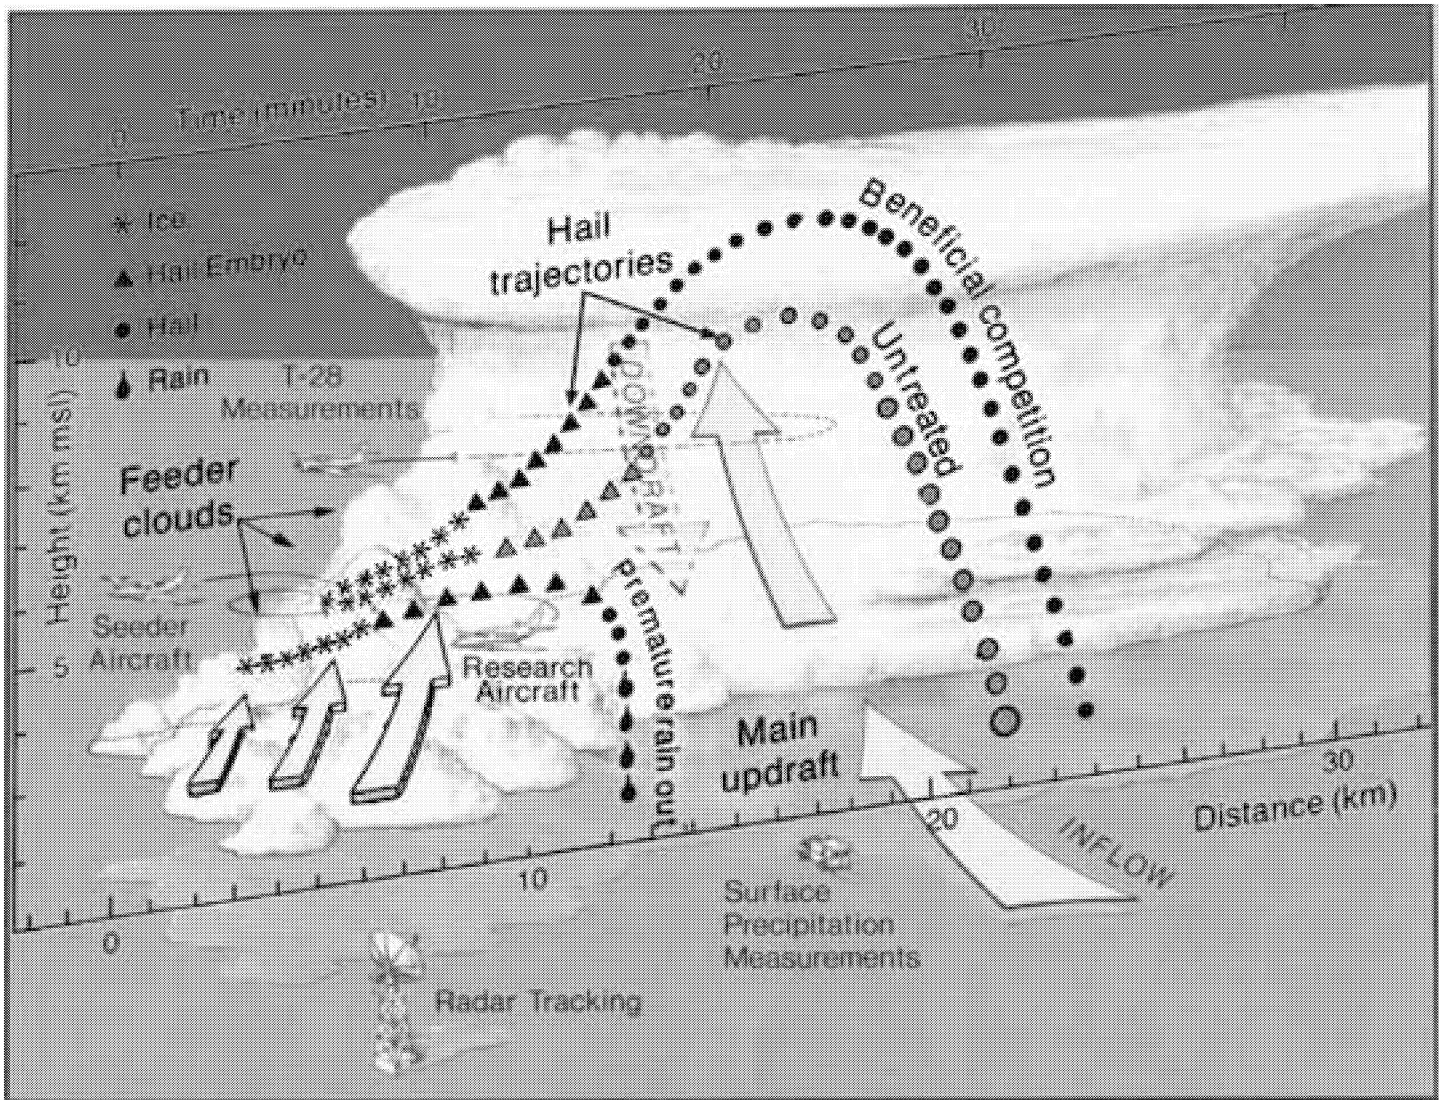 30
20
Time (minutes)
10
0
Ice
Hail Embryo
Hail
Rain
T-28
Measurements
10
Height (km msl)
5
Hail
trajectories
Beneficial competition
Untreated
DOWNDRAFT
Feeder
clouds
Seeder
Aircraft
Research
Aircraft
Premature rain out
Main
updraft
INFLOW
0
10
20
30
Distance (km)
Surface
Precipitation
Measurements
Radar Tracking